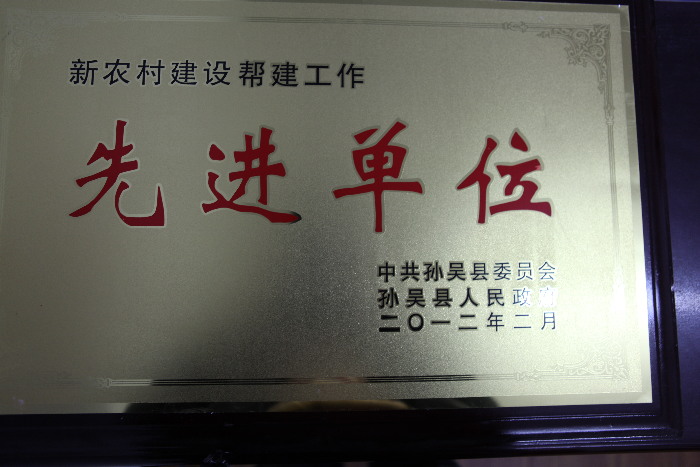 新农村建设帮建工作
先进单位
中共孙吴县委员会
孙吴县人民政府
二〇一二年二月